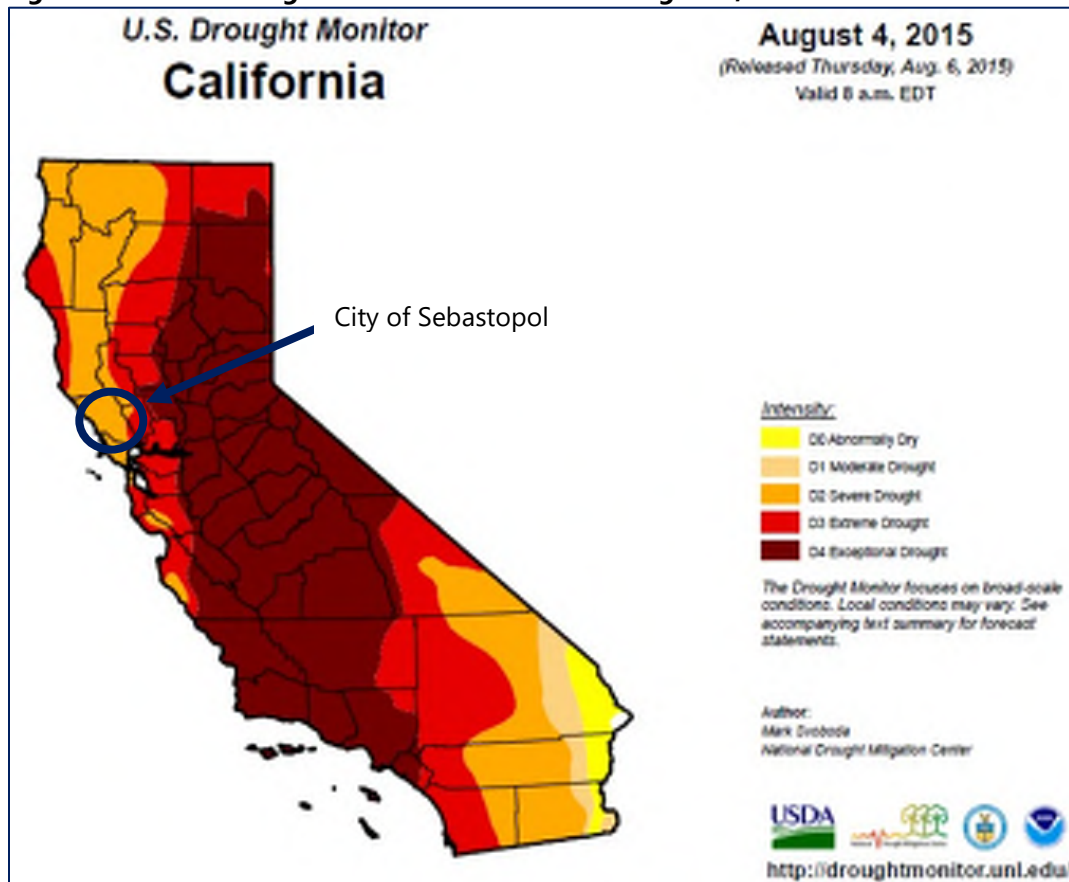 U.S. Drought Monitor
California
August 4, 2015
(Released Thursday, Aug. 6, 2015)
Valid 8 a.m. EDT
City of Sebastopol
Intensity:
D0 Abnormally Dry
D1 Moderate Drought
D2 Severe Drought
D3 Extreme Drought
D4 Exceptional Drought
The Drought Monitor focuses on broad-scale
conditions. Local conditions may vary. See
accompanying text summary for forecast
statements.
Author:
Mark Svoboda
National Drought Mitigation Center
USDA
http://droughtmonitor.unl.edu/